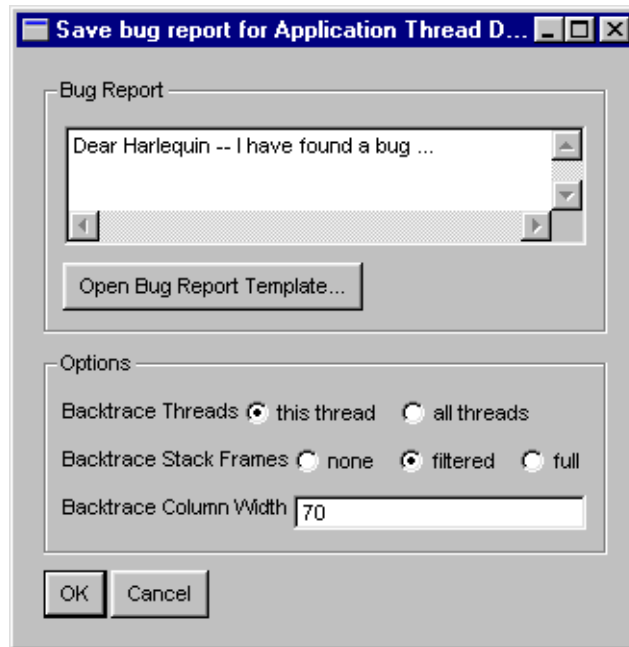 Save bug report for Application Thread D...
Bug Report
Dear Harlequin -- I have found a bug ...
Open Bug Report Template...
Options
Backtrace Threads this thread all threads
Backtrace Stack Frames none filtered full
Backtrace Column Width 70
OK Cancel